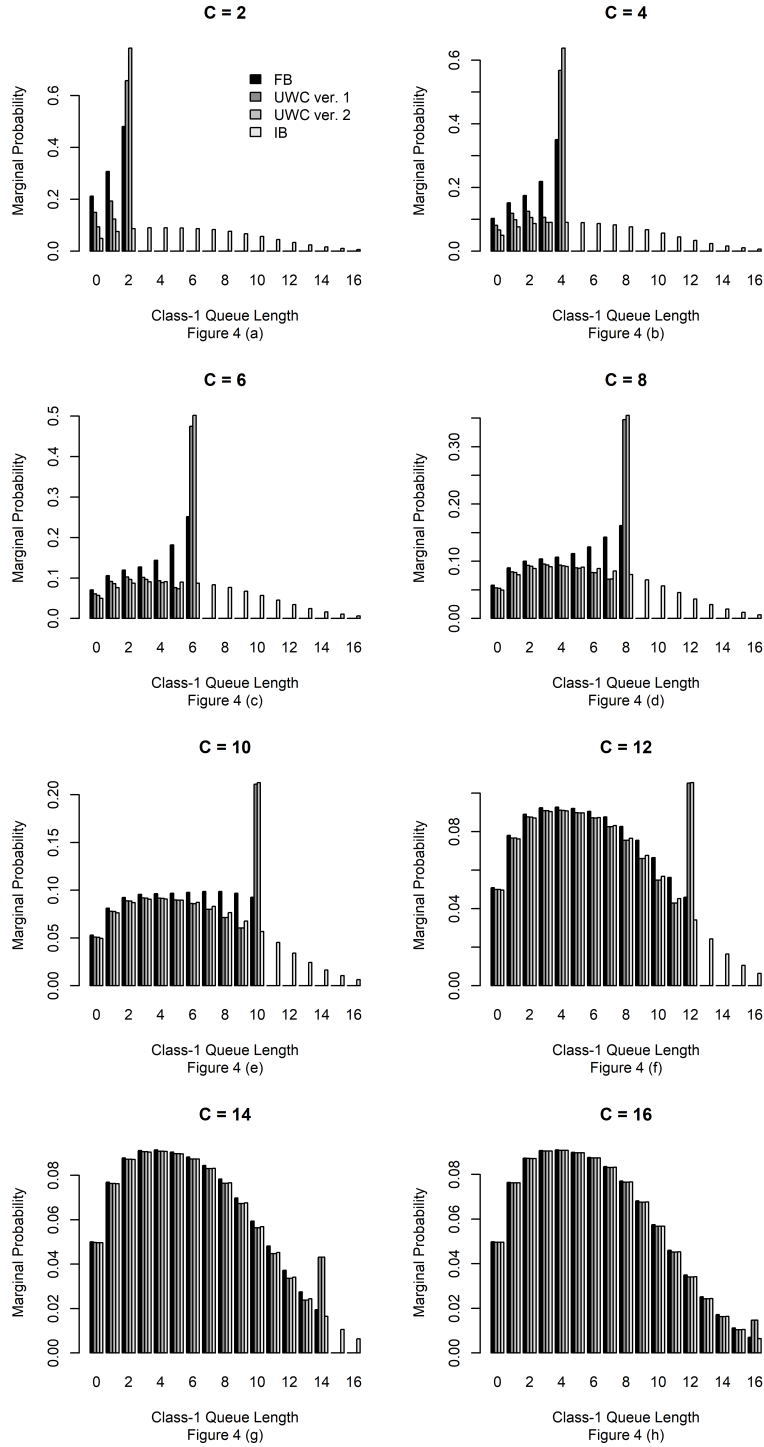 C = 2
Marginal Probability
0.0 0.2 0.4 0.6
FB
UWC ver. 1
UWC ver. 2
IB
0 2 4 6 8 10 12 14 16
Class-1 Queue Length
Figure 4 (a)
C = 4
Marginal Probability
0.0 0.2 0.4 0.6
0 2 4 6 8 10 12 14 16
Class-1 Queue Length
Figure 4 (b)
C = 6
Marginal Probability
0.0 0.1 0.2 0.3 0.4 0.5
0 2 4 6 8 10 12 14 16
Class-1 Queue Length
Figure 4 (c)
C = 8
Marginal Probability
0.00 0.10 0.20 0.30
0 2 4 6 8 10 12 14 16
Class-1 Queue Length
Figure 4 (d)
C = 10
Marginal Probability
0.00 0.05 0.10 0.15 0.20
0 2 4 6 8 10 12 14 16
Class-1 Queue Length
Figure 4 (e)
C = 12
Marginal Probability
0.00 0.04 0.08
0 2 4 6 8 10 12 14 16
Class-1 Queue Length
Figure 4 (f)
C = 14
Marginal Probability
0.00 0.02 0.04 0.06 0.08
0 2 4 6 8 10 12 14 16
Class-1 Queue Length
Figure 4 (g)
C = 16
Marginal Probability
0.00 0.02 0.04 0.06 0.08
0 2 4 6 8 10 12 14 16
Class-1 Queue Length
Figure 4 (h)